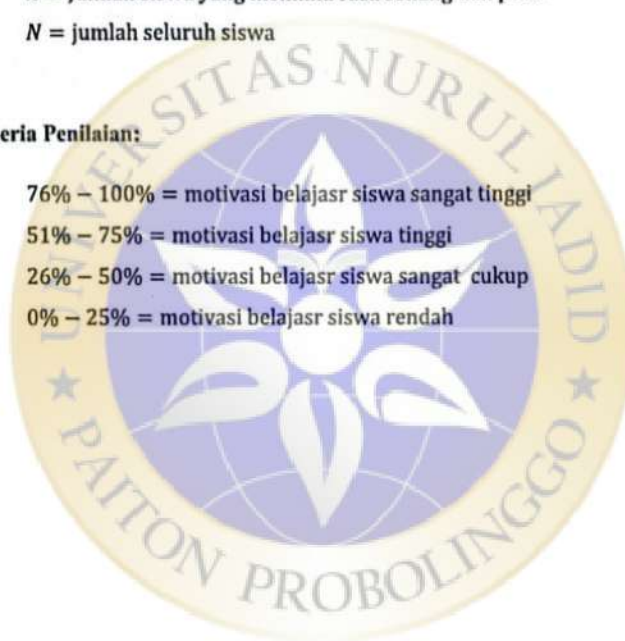 N = jumlah seluruh siswa
eria Penilaian:
76% – 100% = motivasi belajasr siswa sangat tinggi
51% – 75% = motivasi belajasr siswa tinggi
26% – 50% = motivasi belajasr siswa sangat cukup
0% – 25% = motivasi belajasr siswa rendah
UNIVERSITAS NURUL JADID
PAITON PROBOLINGGO